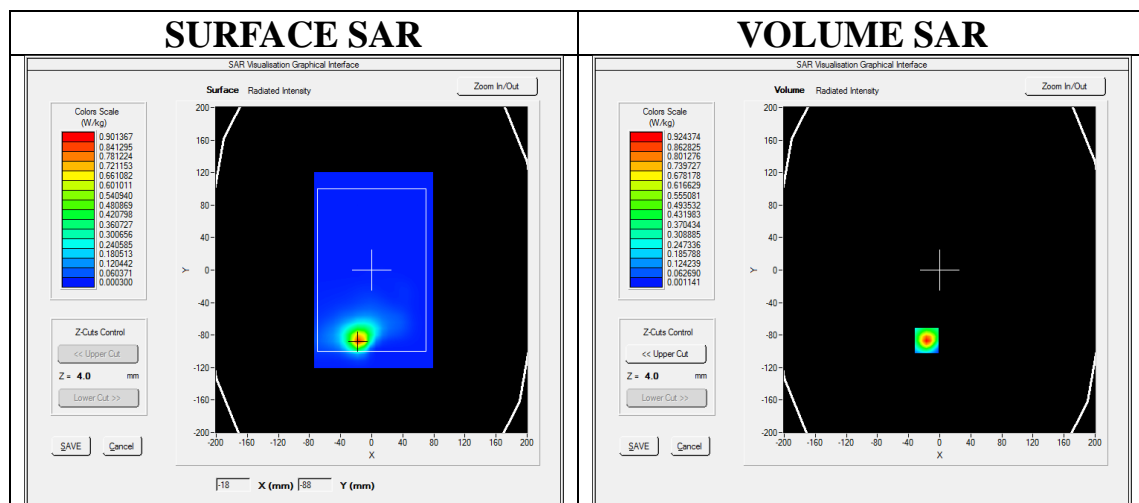 SURFACE SAR
VOLUME SAR
SAR Visualisation Graphical Interface
Surface Radiated Intensity
Zoom In/Out
Colors Scale
(W/kg)
0.901367
0.841295
0.781224
0.721153
0.661082
0.601011
0.540940
0.480869
0.420798
0.360727
0.300656
0.240585
0.180513
0.120442
0.060371
0.000300
200
160
120
80
40
0
-40
-80
-120
-160
-200
Y
-200 -160 -120 -80 -40 0 40 80 120 160 200
X
Z-Cuts Control
<< Upper Cut
Z = 4.0 mm
Lower Cut >>
SAVE Cancel
-18 X (mm) -88 Y (mm)
SAR Visualisation Graphical Interface
Volume Radiated Intensity
Zoom In/Out
Colors Scale
(W/kg)
0.924374
0.862825
0.801276
0.739727
0.678178
0.616629
0.555081
0.493532
0.431983
0.370434
0.308885
0.247336
0.185788
0.124239
0.062690
0.001141
200
160
120
80
40
0
-40
-80
-120
-160
-200
Y
-200 -160 -120 -80 -40 0 40 80 120 160 200
X
Z-Cuts Control
<< Upper Cut
Z = 4.0 mm
Lower Cut >>
SAVE Cancel